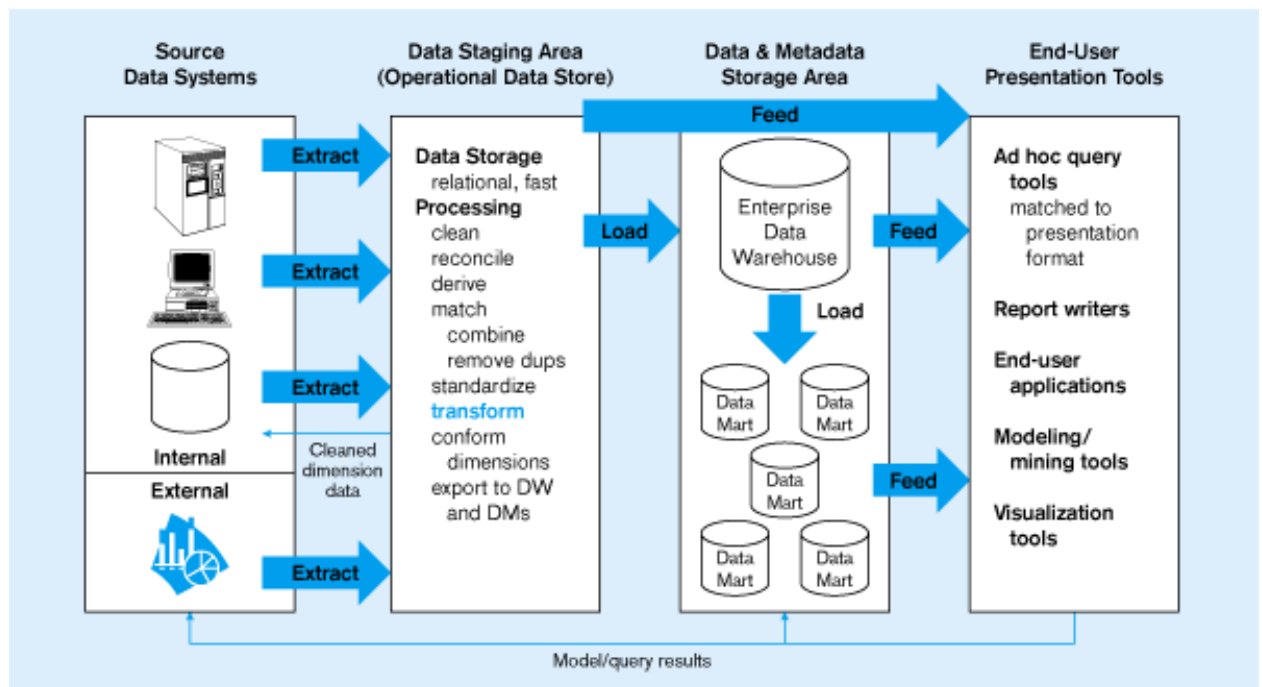 Source
Data Systems
Data Staging Area
(Operational Data Store)
Data & Metadata
Storage Area
End-User
Presentation Tools
Extract
Extract
Extract
Internal
External
Extract
Cleaned
dimension
data
Data Storage
relational, fast
Processing
clean
reconcile
derive
match
combine
remove dups
standardize
transform
conform
dimensions
export to DW
and DMs
Feed
Load
Enterprise
Data
Warehouse
Load
Data
Mart
Data
Mart
Data
Mart
Data
Mart
Data
Mart
Feed
Feed
Ad hoc query
tools
matched to
presentation
format
Report writers
End-user
applications
Modeling/
mining tools
Visualization
tools
Model/query results